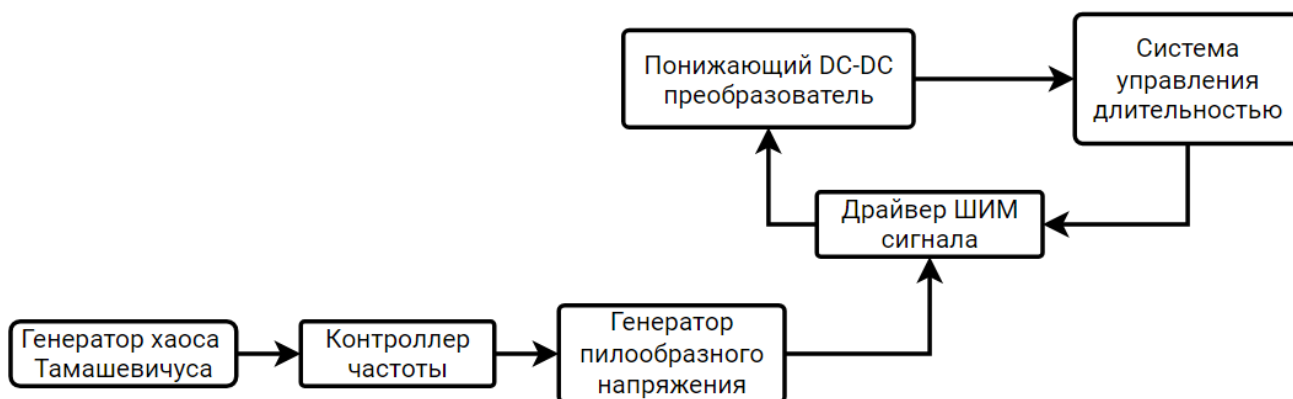 Понижающий DC-DC
преобразователь
Система
управления
длительностью
Драйвер ШИМ
сигнала
Генератор хаоса
Тамашевичуса
Контроллер
частоты
Генератор
пилообразного
напряжения